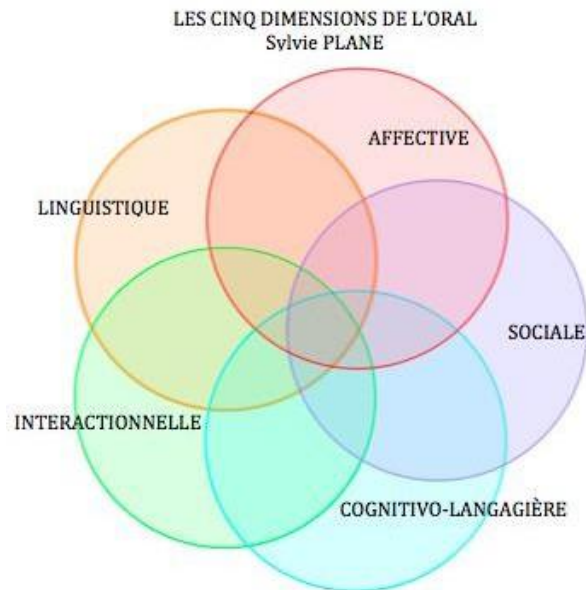 LES CINQ DIMENSIONS DE L'ORAL
Sylvie PLANE
AFFECTIVE
LINGUISTIQUE
SOCIALE
INTERACTIONNELLE
COGNITIVO-LANGAGIÈRE